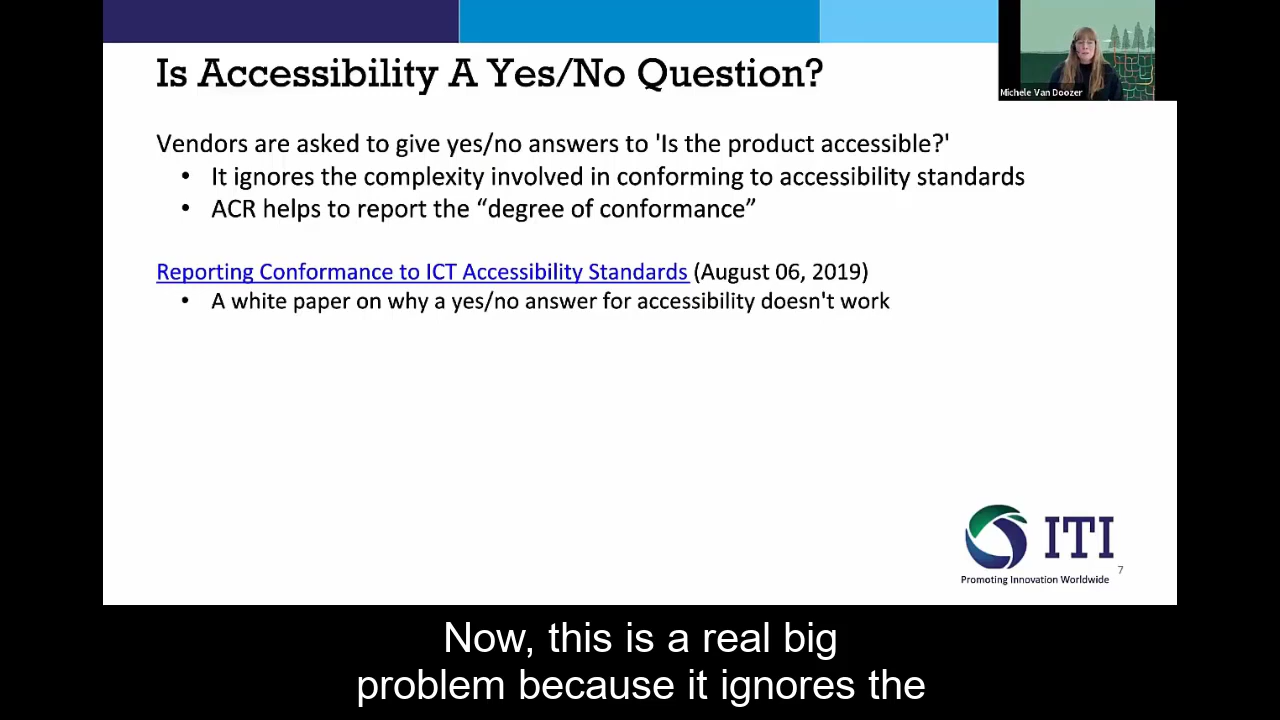 Is Accessibility A Yes/No Question?
Michele Van Doozer
Vendors are asked to give yes/no answers to 'Is the product accessible?'
• It ignores the complexity involved in conforming to accessibility standards
• ACR helps to report the “degree of conformance”
Reporting Conformance to ICT Accessibility Standards (August 06, 2019)
• A white paper on why a yes/no answer for accessibility doesn't work
ITI
Promoting Innovation Worldwide
7
Now, this is a real big
problem because it ignores the